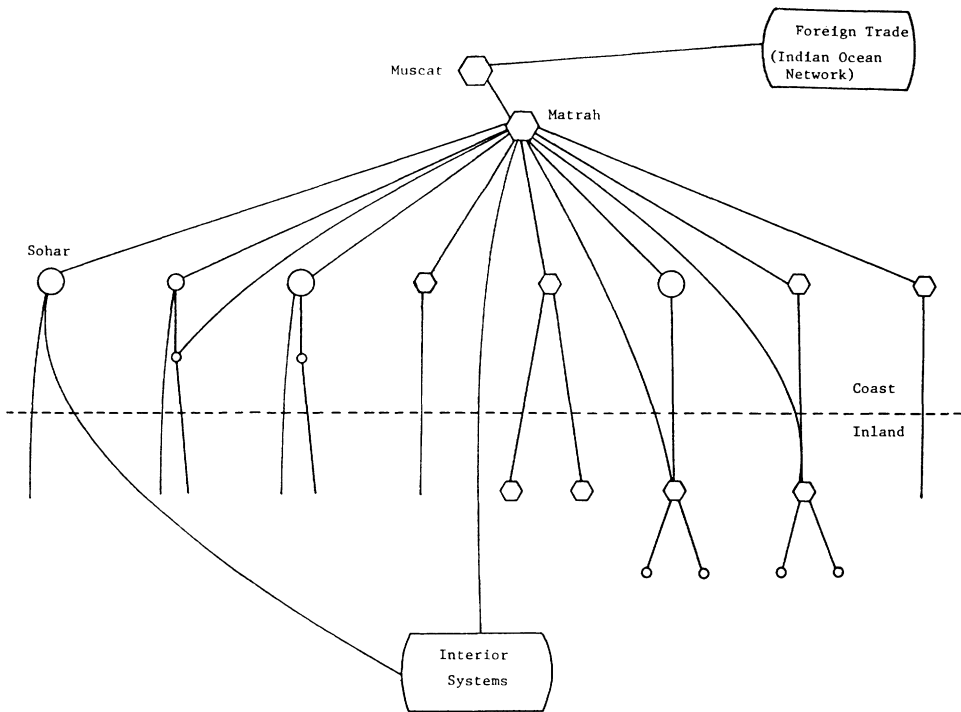 Foreign Trade
(Indian Ocean
Network)
Muscat
Matrah
Sohar
Coast
Inland
Interior
Systems